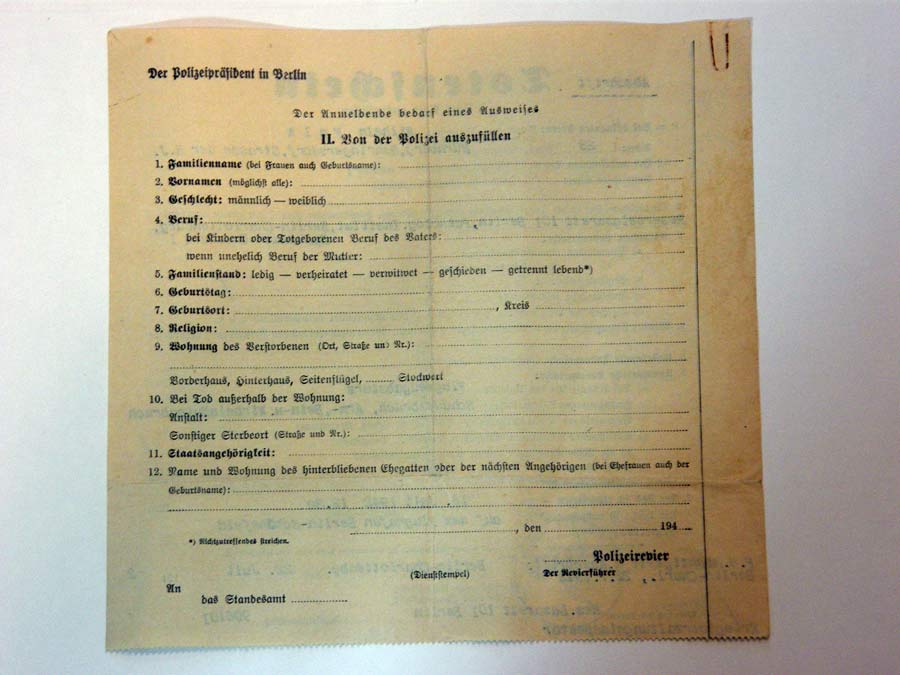 Der Polizeipräsident in Berlin
Der Anmeldende bedarf eines Ausweises
II. Von der Polizei auszufüllen
1. Familienname (bei Frauen auch Geburtsname):
2. Vornamen (möglichst alle):
3. Geschlecht: männlich — weiblich
4. Beruf:
bei Kindern oder Totgeborenen Beruf des Vaters:
wenn unehelich Beruf der Mutter:
5. Familienstand: ledig — verheiratet — verwitwet — geschieden — getrennt lebend*)
6. Geburtstag:
7. Geburtsort: , Kreis
8. Religion:
9. Wohnung des Verstorbenen (Ort, Straße und Nr.):
Vorderhaus, Hinterhaus, Seitenflügel, Stockwerk
10. Bei Tod außerhalb der Wohnung:
Anstalt:
Sonstiger Sterbeort (Straße und Nr.):
11. Staatsangehörigkeit:
12. Name und Wohnung des hinterbliebenen Ehegatten oder der nächsten Angehörigen (bei Ehefrauen auch der
Geburtsname):
, den 194
*) Nichtzutreffendes streichen.
Polizeirevier
(Dienststempel) Der Revierführer
An
das Standesamt